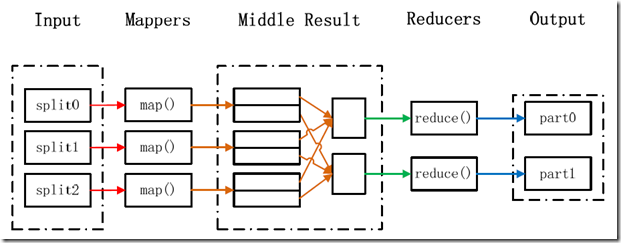 Input Mappers Middle Result Reducers Output
split0 map()
split1 map()
split2 map()
reduce() part0
reduce() part1